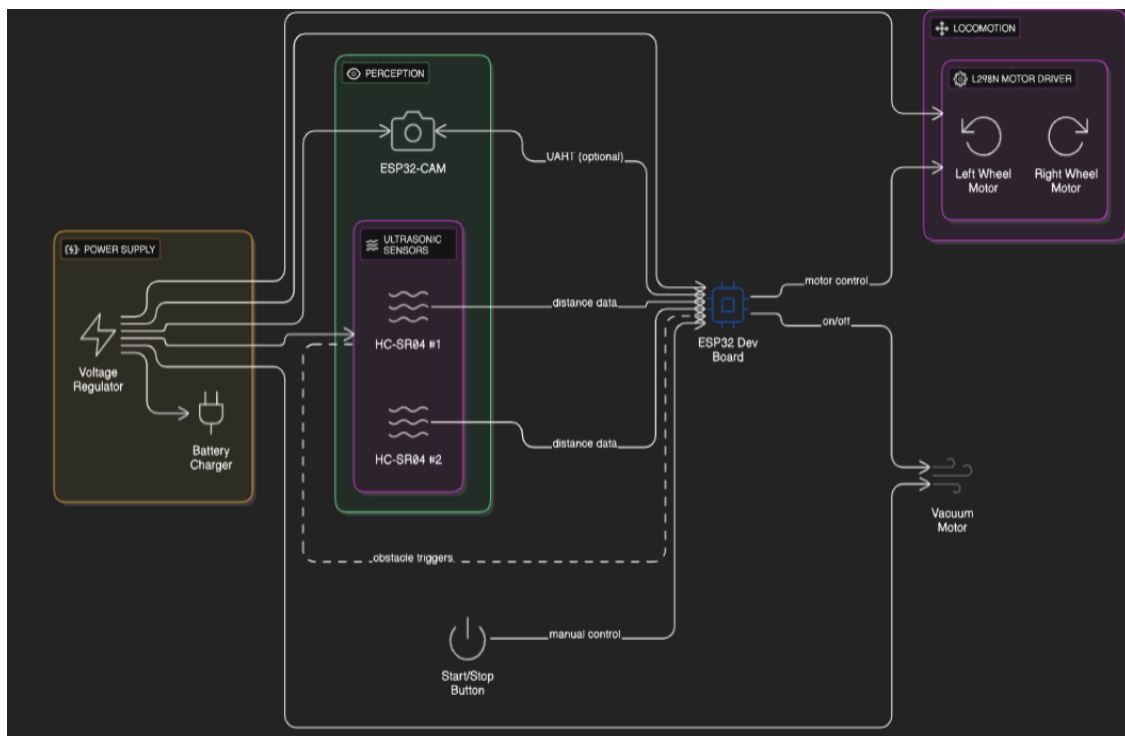 LOCOMOTION
L298N MOTOR DRIVER
Left Wheel
Motor
Right Wheel
Motor
PERCEPTION
ESP32-CAM
UART (optional)
ULTRASONIC
SENSORS
HC-SR04 #1
HC-SR04 #2
distance data
distance data
obstacle triggers
POWER SUPPLY
Voltage
Regulator
Battery
Charger
ESP32 Dev
Board
motor control
on/off
Vacuum
Motor
manual control
Start/Stop
Button